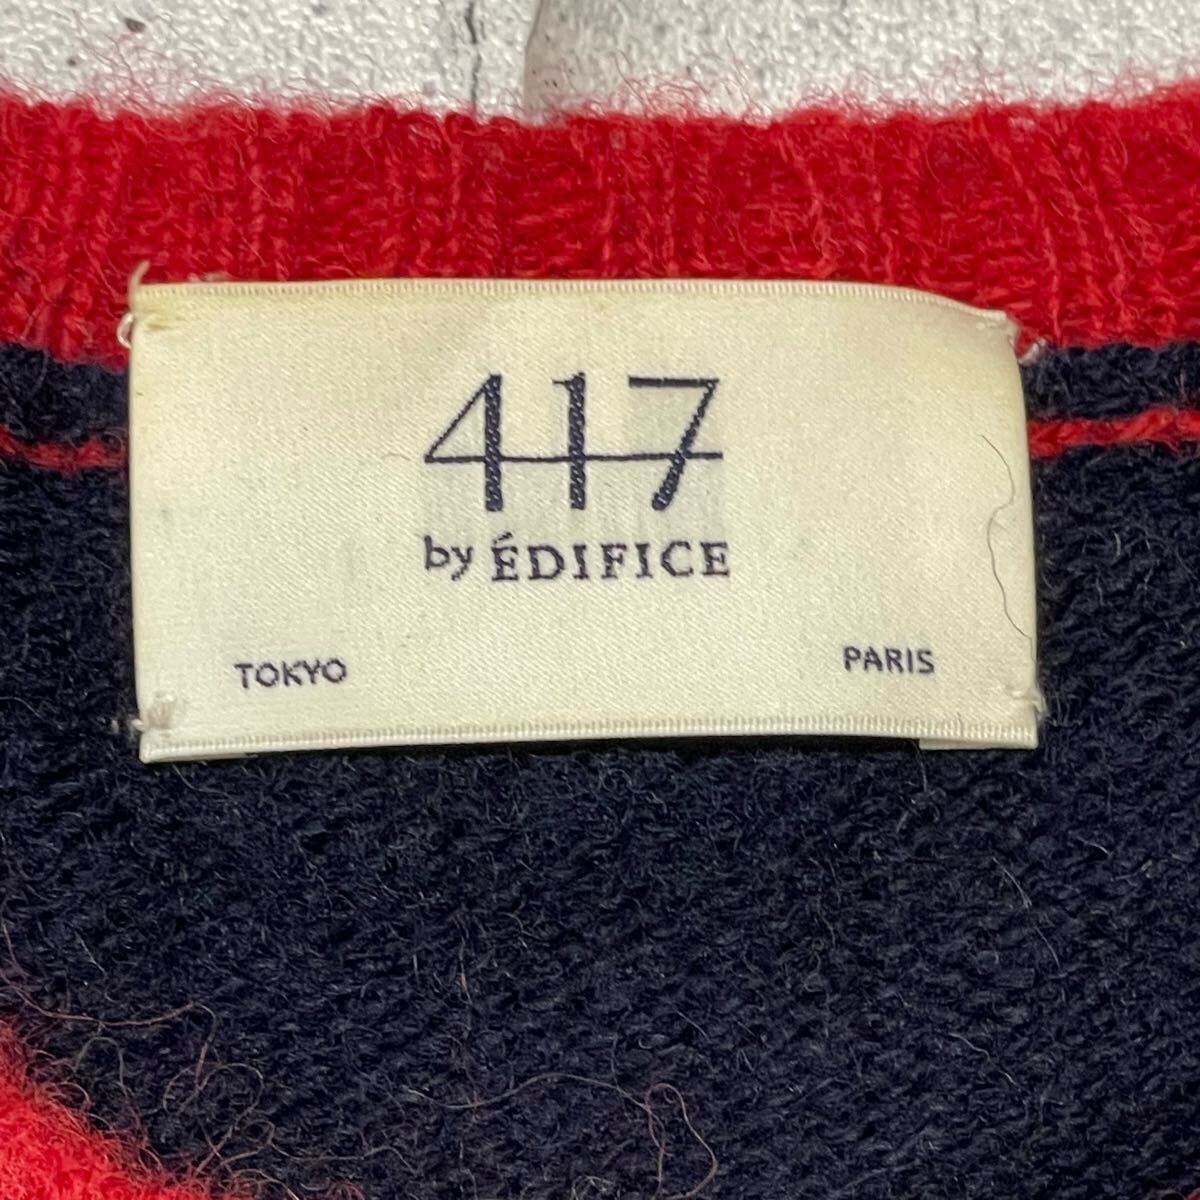 417
by ÉDIFICE
TOKYO PARIS